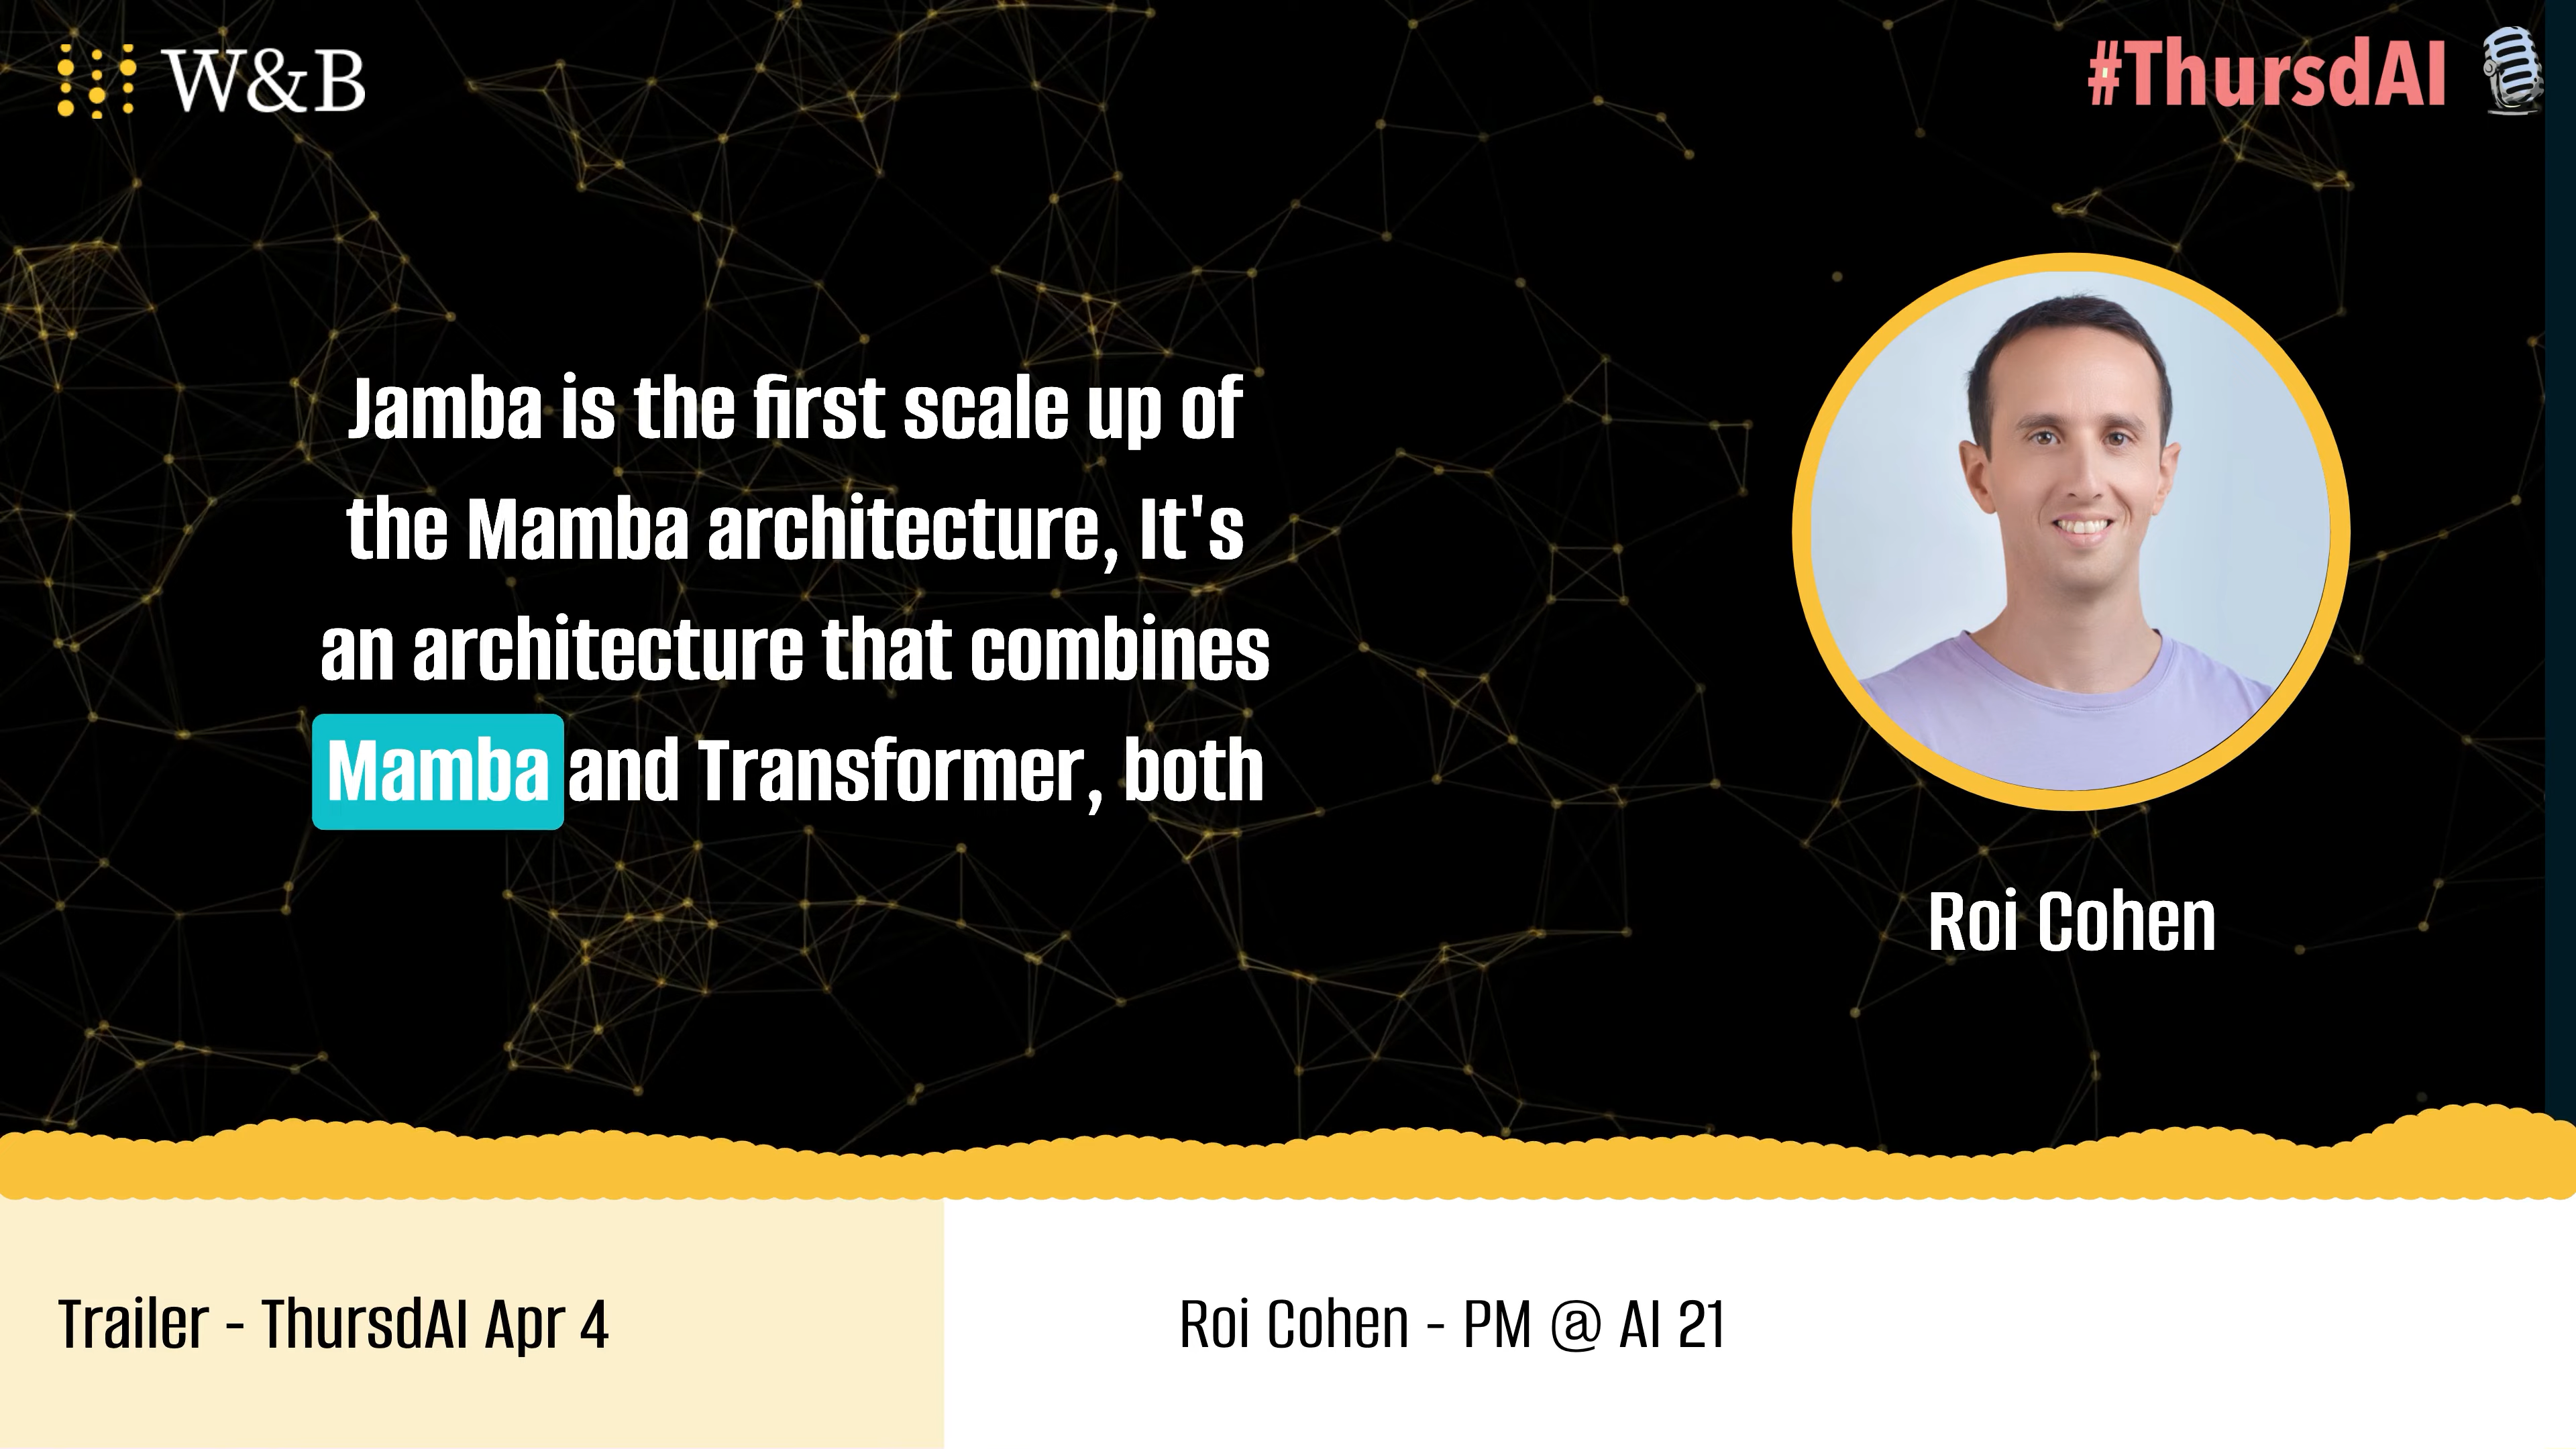 W&B
#ThursdAI
Jamba is the first scale up of
the Mamba architecture, It's
an architecture that combines
Mamba and Transformer, both
Roi Cohen
Trailer - ThursdAI Apr 4
Roi Cohen - PM @ AI 21